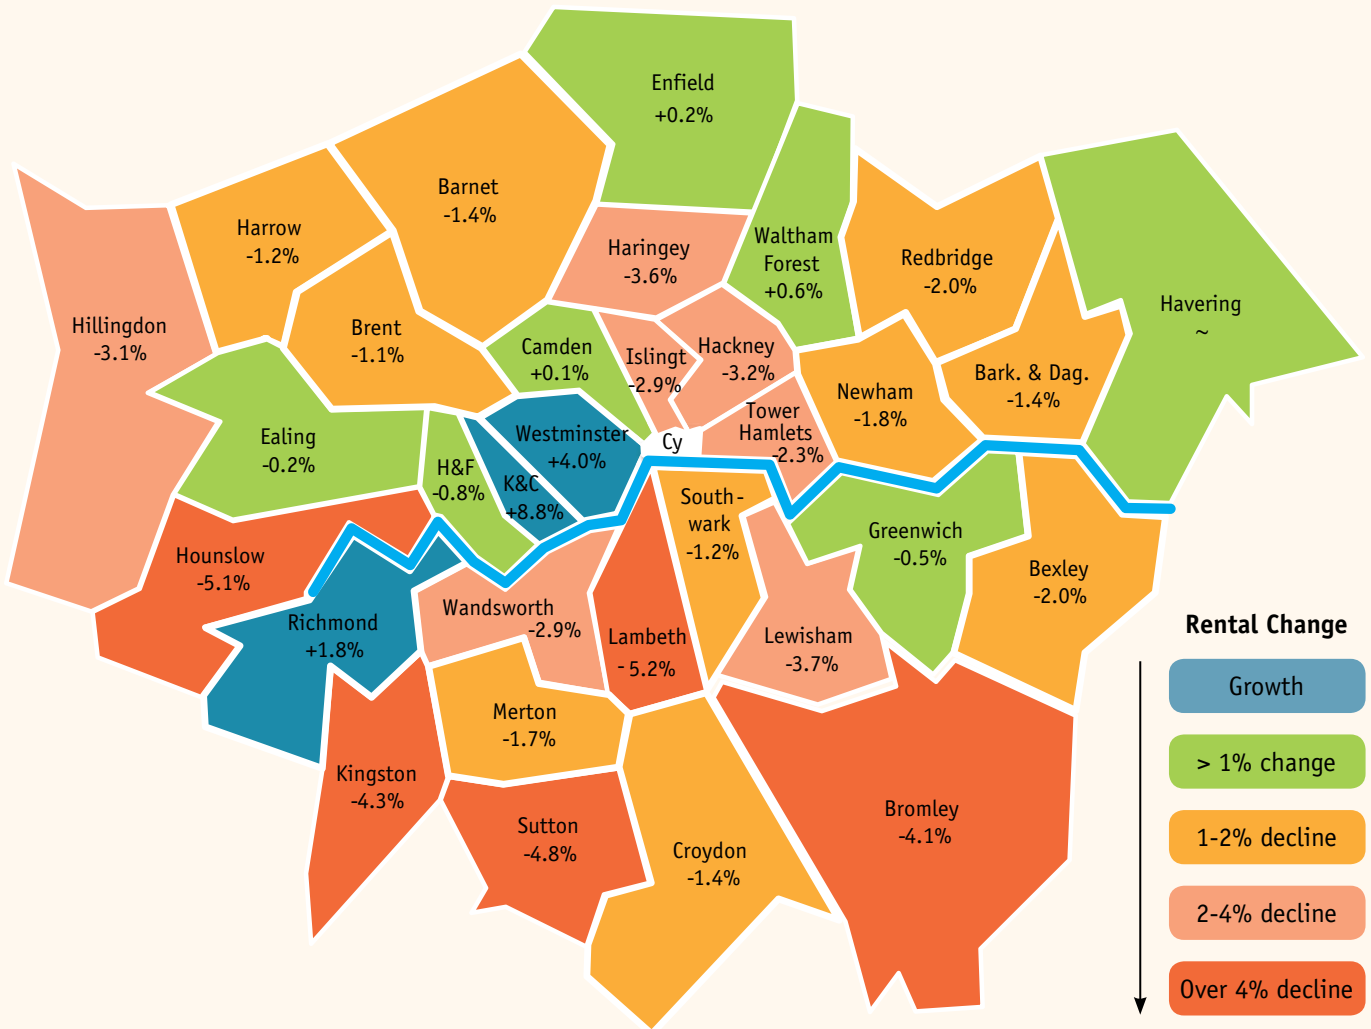 Enfield
+0.2%
Barnet
-1.4%
Harrow
-1.2%
Haringey
-3.6%
Waltham
Forest
+0.6%
Redbridge
-2.0%
Havering
~
Hillingdon
-3.1%
Brent
-1.1%
Camden
+0.1%
Islingt
-2.9%
Hackney
-3.2%
Newham
-1.8%
Bark. & Dag.
-1.4%
Ealing
-0.2%
H&F
-0.8%
K&C
+8.8%
Westminster
+4.0%
Cy
Tower
Hamlets
-2.3%
Hounslow
-5.1%
Richmond
+1.8%
Wandsworth
-2.9%
Lambeth
- 5.2%
South-
wark
-1.2%
Lewisham
-3.7%
Greenwich
-0.5%
Bexley
-2.0%
Kingston
-4.3%
Merton
-1.7%
Sutton
-4.8%
Croydon
-1.4%
Bromley
-4.1%
Rental Change
Growth
> 1% change
1-2% decline
2-4% decline
Over 4% decline